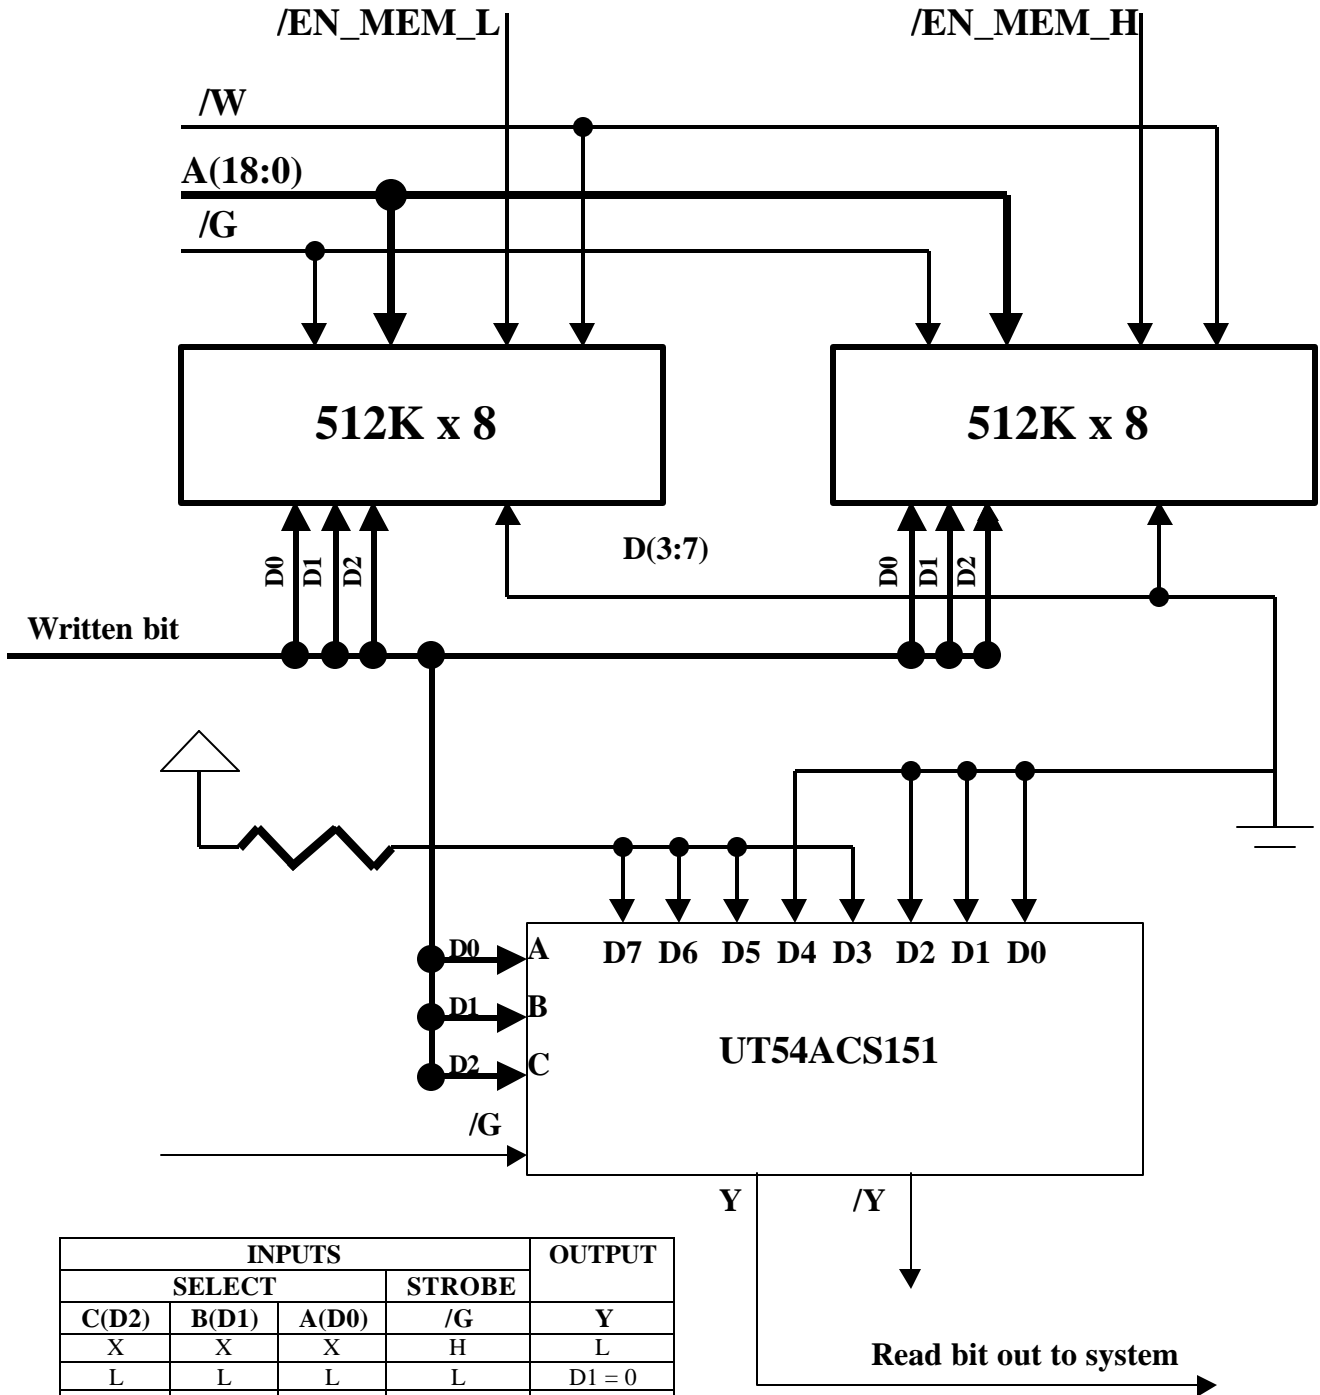 /EN_MEM_L /EN_MEM_H
/W
A(18:0)
/G
512K x 8 512K x 8
D0 D1 D2 D(3:7) D0 D1 D2
Written bit
D7 D6 D5 D4 D3 D2 D1 D0
D0 A
D1 B
D2 C
UT54ACS151
/G
Y /Y
INPUTS OUTPUT
SELECT STROBE
C(D2) B(D1) A(D0) /G Y
X X X H L
L L L L D1 = 0
Read bit out to system